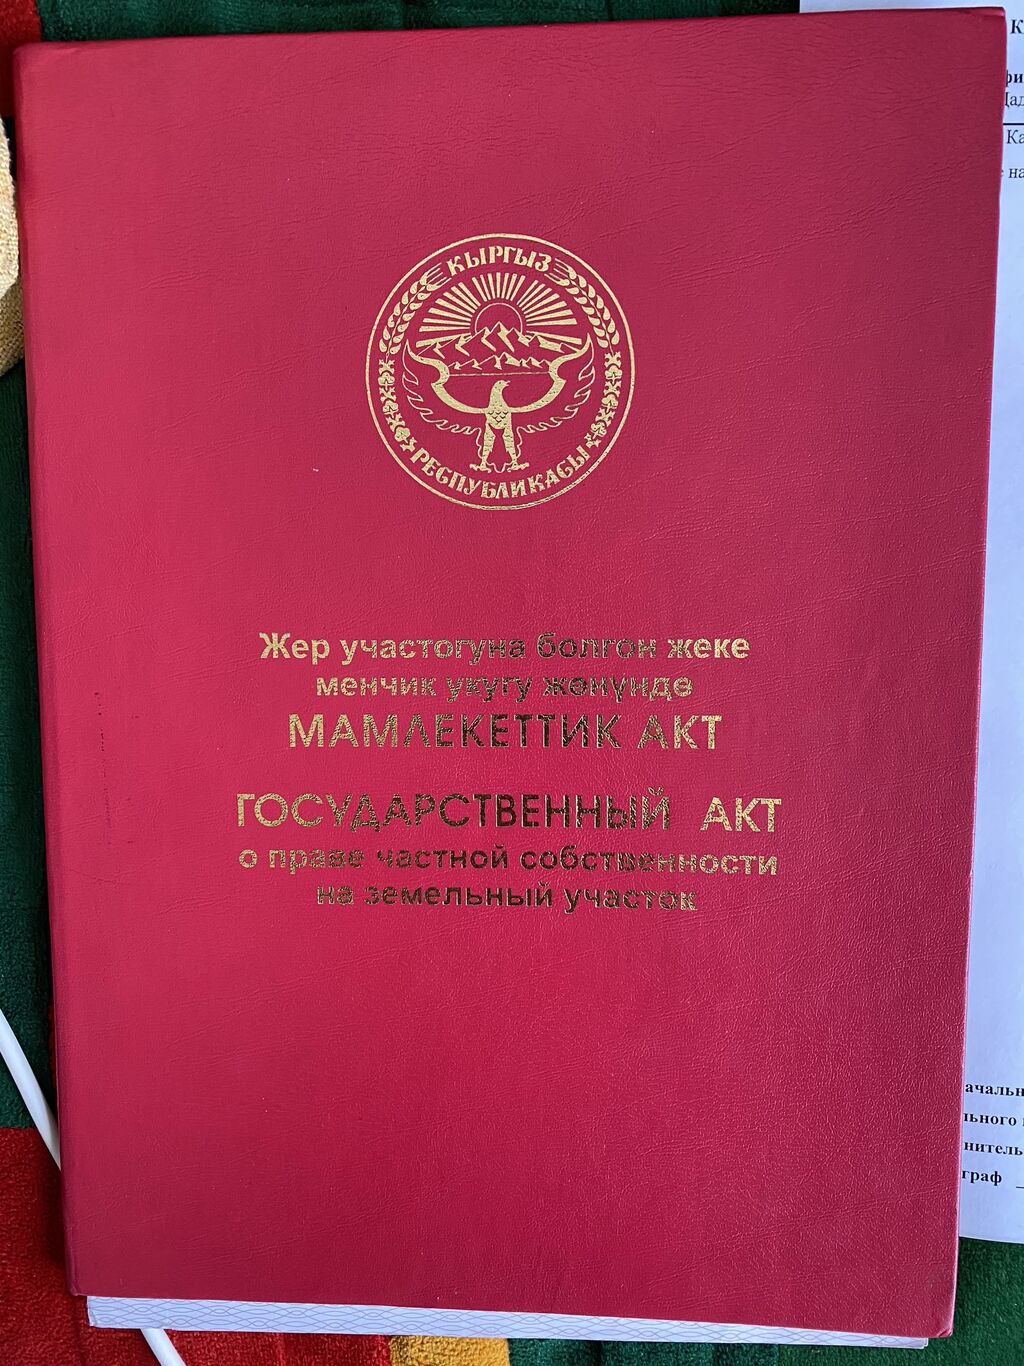 КЫРГЫЗ
РЕСПУБЛИКАСЫ
Жер участогуна болгон жеке
менчик укугу жөнүндө
МАМЛЕКЕТТИК АКТ
ГОСУДАРСТВЕННЫЙ АКТ
о праве частной собственности
на земельный участок
граф